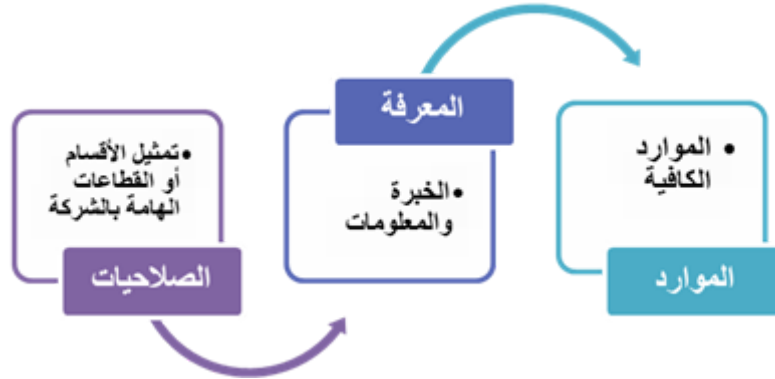 الصلاحيات
•تمثيل الأقسام
أو القطاعات
الهامة بالشركة
المعرفة
•الخبرة
والمعلومات
الموارد
• الموارد
الكافية